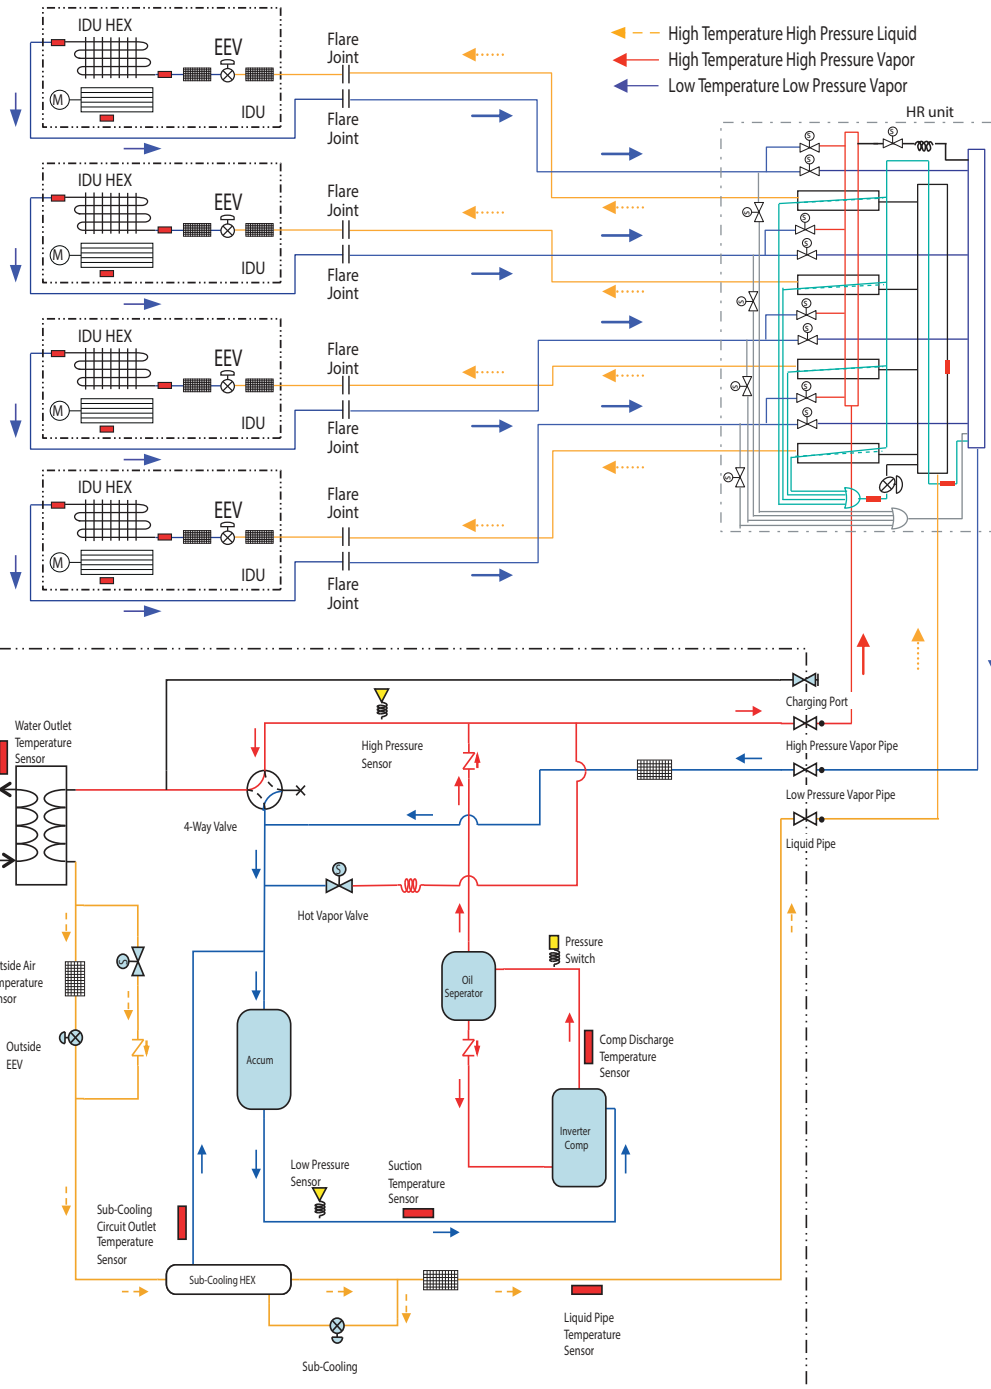 High Temperature High Pressure Liquid
High Temperature High Pressure Vapor
Low Temperature Low Pressure Vapor
HR unit
IDU HEX
EEV
M
IDU
Flare
Joint
Flare
Joint
IDU HEX
EEV
M
IDU
Flare
Joint
Flare
Joint
IDU HEX
EEV
M
IDU
Flare
Joint
Flare
Joint
IDU HEX
EEV
M
IDU
Flare
Joint
Flare
Joint
S
S
S
S
S
S
S
S
S
S
S
S
S
Charging Port
High Pressure Vapor Pipe
Low Pressure Vapor Pipe
Liquid Pipe
Water Outlet
Temperature
Sensor
High Pressure
Sensor
4-Way Valve
S
Hot Vapor Valve
Pressure
Switch
Oil
Seperator
tside Air
mperature
nsor
S
Outside
EEV
Accum
Comp Discharge
Temperature
Sensor
Inverter
Comp
Low Pressure
Sensor
Suction
Temperature
Sensor
Sub-Cooling
Circuit Outlet
Temperature
Sensor
Sub-Cooling HEX
Sub-Cooling
Liquid Pipe
Temperature
Sensor